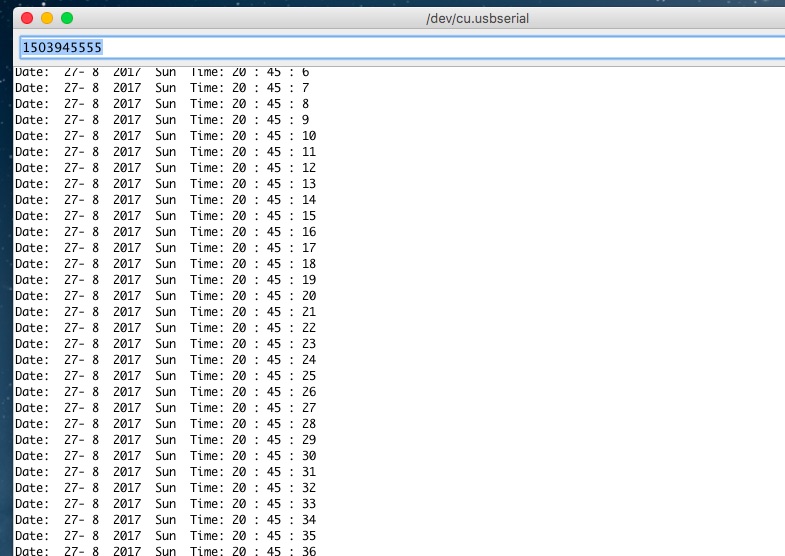 /dev/cu.usbserial
1503945555
Date:  27- 8  2017  Sun  Time: 20 : 45 : 6
Date:  27- 8  2017  Sun  Time: 20 : 45 : 7
Date:  27- 8  2017  Sun  Time: 20 : 45 : 8
Date:  27- 8  2017  Sun  Time: 20 : 45 : 9
Date:  27- 8  2017  Sun  Time: 20 : 45 : 10
Date:  27- 8  2017  Sun  Time: 20 : 45 : 11
Date:  27- 8  2017  Sun  Time: 20 : 45 : 12
Date:  27- 8  2017  Sun  Time: 20 : 45 : 13
Date:  27- 8  2017  Sun  Time: 20 : 45 : 14
Date:  27- 8  2017  Sun  Time: 20 : 45 : 15
Date:  27- 8  2017  Sun  Time: 20 : 45 : 16
Date:  27- 8  2017  Sun  Time: 20 : 45 : 17
Date:  27- 8  2017  Sun  Time: 20 : 45 : 18
Date:  27- 8  2017  Sun  Time: 20 : 45 : 19
Date:  27- 8  2017  Sun  Time: 20 : 45 : 20
Date:  27- 8  2017  Sun  Time: 20 : 45 : 21
Date:  27- 8  2017  Sun  Time: 20 : 45 : 22
Date:  27- 8  2017  Sun  Time: 20 : 45 : 23
Date:  27- 8  2017  Sun  Time: 20 : 45 : 24
Date:  27- 8  2017  Sun  Time: 20 : 45 : 25
Date:  27- 8  2017  Sun  Time: 20 : 45 : 26
Date:  27- 8  2017  Sun  Time: 20 : 45 : 27
Date:  27- 8  2017  Sun  Time: 20 : 45 : 28
Date:  27- 8  2017  Sun  Time: 20 : 45 : 29
Date:  27- 8  2017  Sun  Time: 20 : 45 : 30
Date:  27- 8  2017  Sun  Time: 20 : 45 : 31
Date:  27- 8  2017  Sun  Time: 20 : 45 : 32
Date:  27- 8  2017  Sun  Time: 20 : 45 : 33
Date:  27- 8  2017  Sun  Time: 20 : 45 : 34
Date:  27- 8  2017  Sun  Time: 20 : 45 : 35
Date:  27- 8  2017  Sun  Time: 20 : 45 : 36